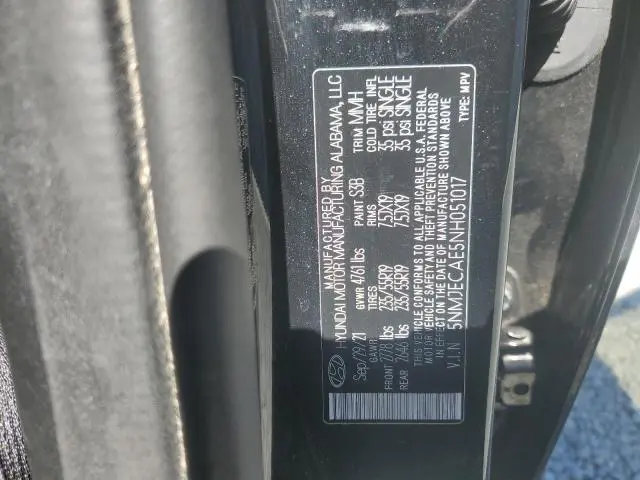 MANUFACTURED BY
HYUNDAI MOTOR MANUFACTURING ALABAMA, LLC
Sep/19/21 GVWR 4761 lbs PAINT S3B TRIM MMH
GAWR TIRES RIMS COLD TIRE INFL
FRONT 2778 lbs 235/55R19 7.5JX19 35 psi SINGLE
REAR 2646 lbs 235/55R19 7.5JX19 35 psi SINGLE
THIS VEHICLE CONFORMS TO ALL APPLICABLE U.S.A. FEDERAL
MOTOR VEHICLE SAFETY AND THEFT PREVENTION STANDARDS
IN EFFECT ON THE DATE OF MANUFACTURE SHOWN ABOVE
V.I.N 5NMJECAE5NH051017 TYPE: MPV